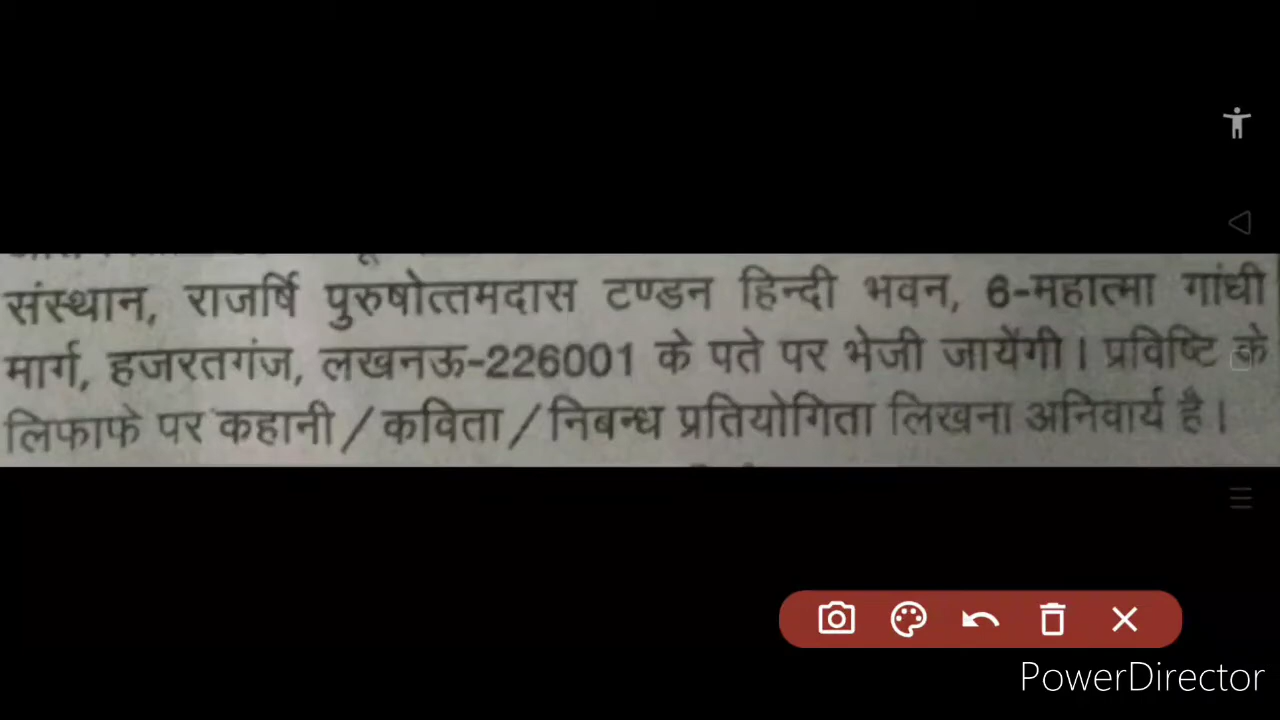 संस्थान, राजर्षि पुरुषोत्तमदास टण्डन हिन्दी भवन, 6-महात्मा गांधी
मार्ग, हजरतगंज, लखनऊ-226001 के पते पर भेजी जायेंगी। प्रविष्टि के
लिफाफे पर कहानी/कविता/निबन्ध प्रतियोगिता लिखना अनिवार्य है।
PowerDirector